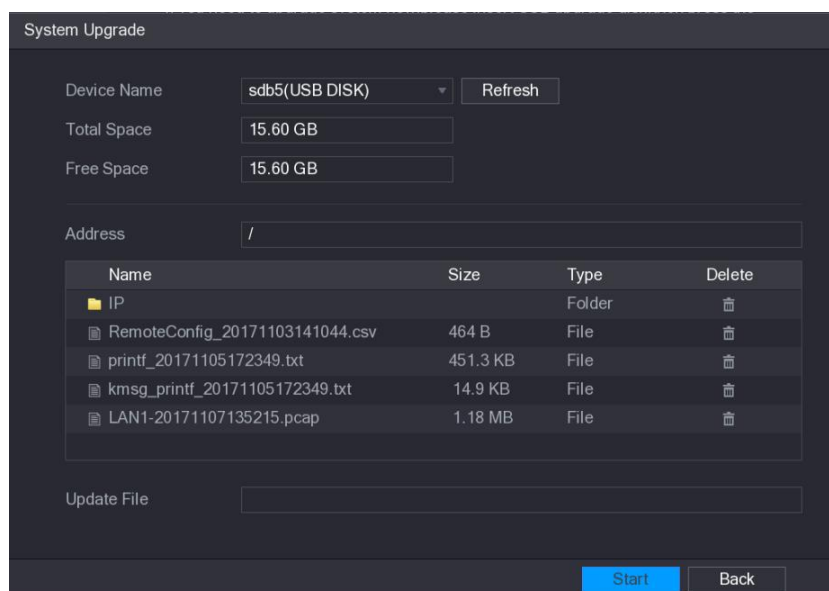 System Upgrade
Device Name sdb5(USB DISK) Refresh
Total Space 15.60 GB
Free Space 15.60 GB
Address /
Name Size Type Delete
IP Folder
RemoteConfig_20171103141044.csv 464 B File
printf_20171105172349.txt 451.3 KB File
kmsg_printf_20171105172349.txt 14.9 KB File
LAN1-20171107135215.pcap 1.18 MB File
Update File
Start Back